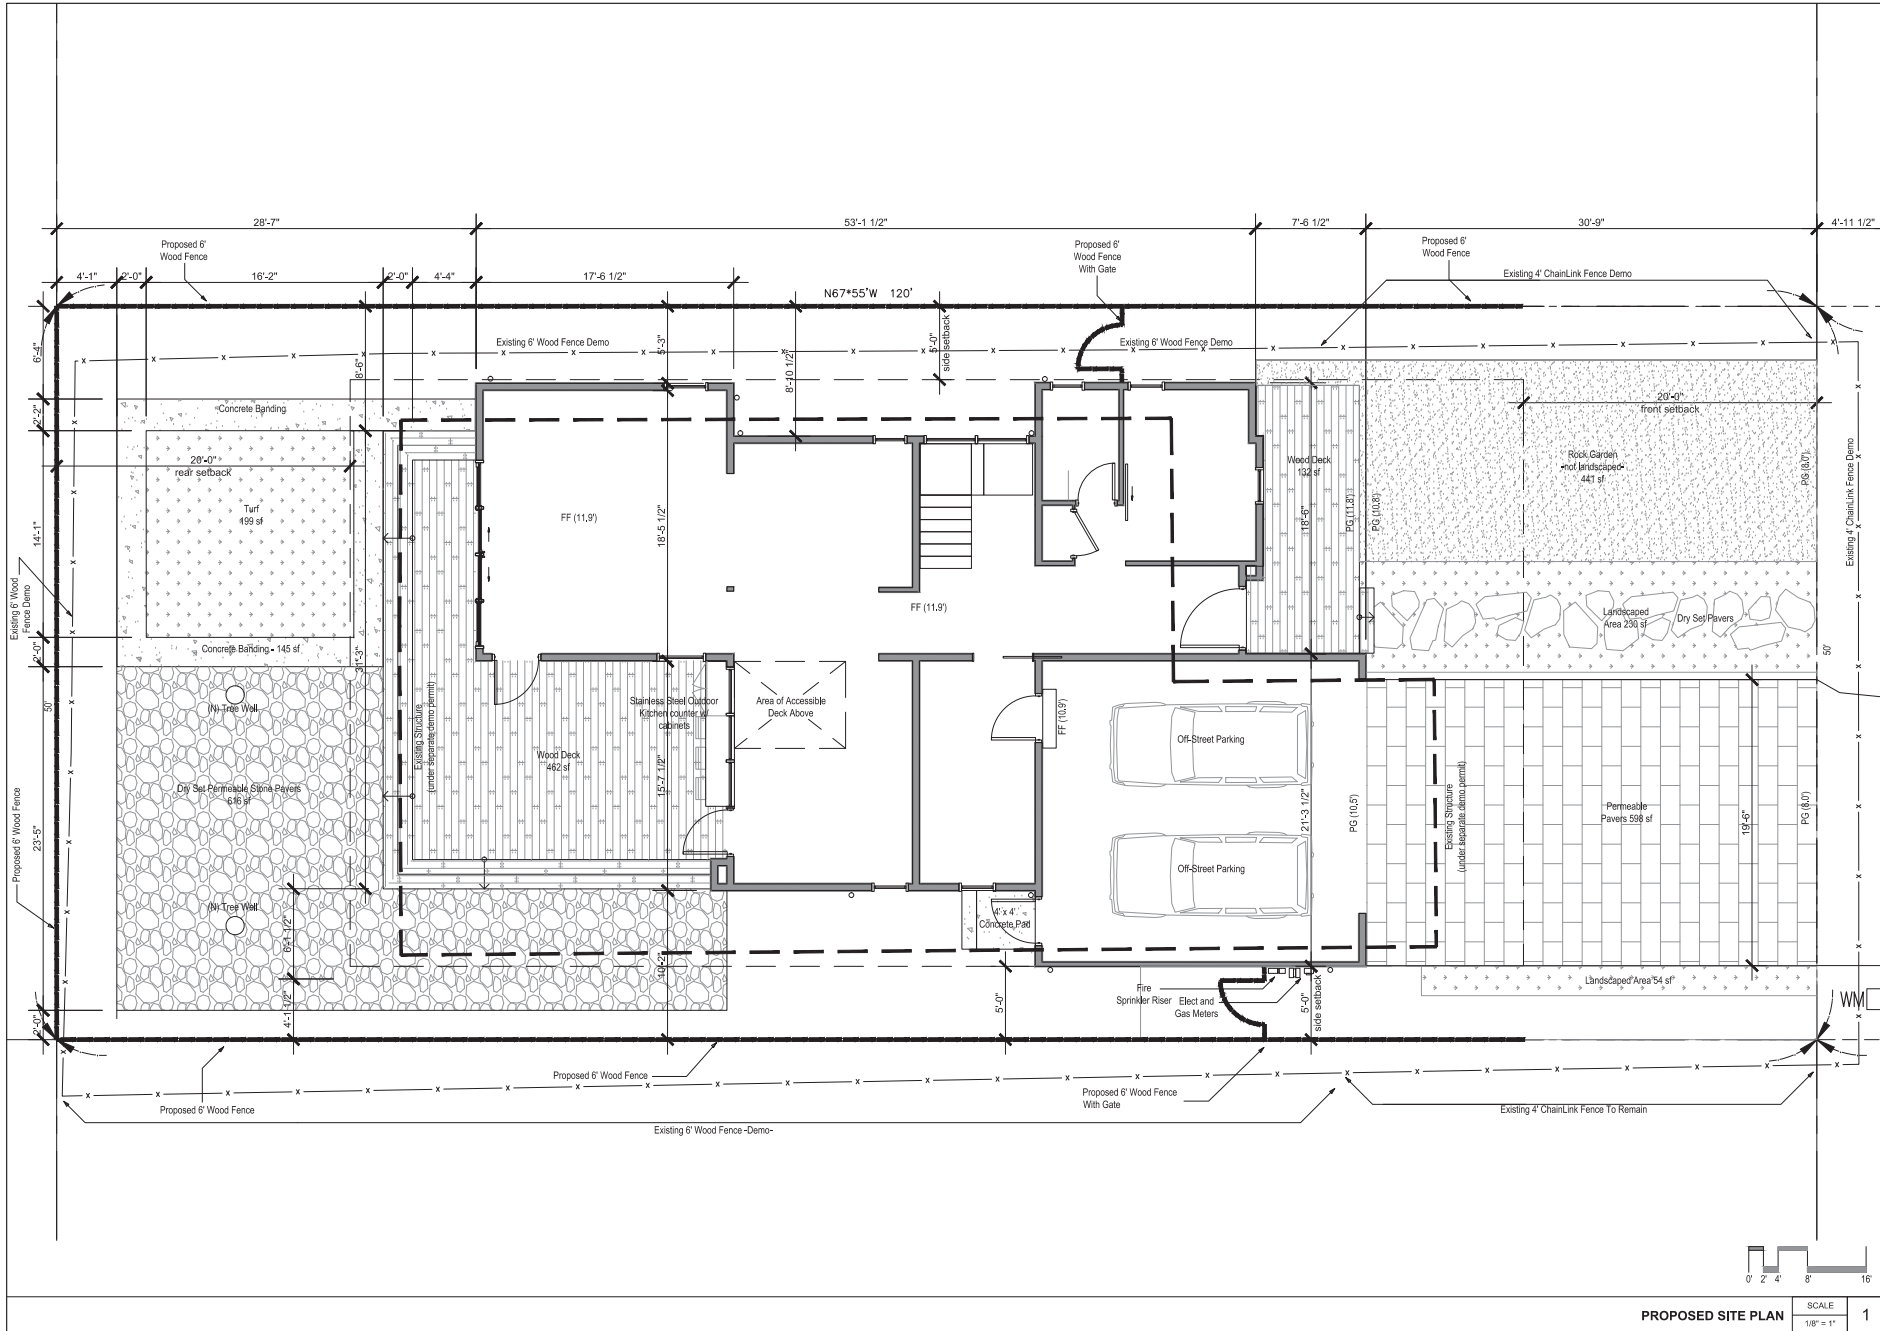 28'-7"
53'-1 1/2"
7'-6 1/2"
30'-9"
4'-11 1/2"
Proposed 6'
Wood Fence
Proposed 6'
Wood Fence
With Gate
Proposed 6'
Wood Fence
4'-1"
2'-0"
16'-2"
2'-0"
4'-4"
17'-6 1/2"
Existing 4' ChainLink Fence Demo
N67*55'W 120'
6'-4"
8'-6"
Existing 6' Wood Fence Demo
5'-3"
8'-10 1/2"
5'-0"
side setback
Existing 6' Wood Fence Demo
2'-2"
Concrete Banding
20'-0"
front setback
20'-0"
rear setback
Wood Deck
132 sf
Rock Garden
-not landscaped-
441 sf
PG (8.0')
Existing 4' ChainLink Fence Demo
Turf
199 sf
14'-1"
FF (11.9')
18'-5 1/2"
18'-6"
PG (11.8')
PG (10.8')
Existing 6' Wood
Fence Demo
FF (11.9')
Landscaped
Area 230 sf
Dry Set Pavers
2'-0"
Concrete Banding - 145 sf
31'-3"
50'
50'
(N) Tree Well
Existing Structure
(under separate demo permit)
Stainless Steel Outdoor
Kitchen counter w/
cabinets
Area of Accessible
Deck Above
FF (10.9')
Off-Street Parking
19'-6"
Wood Deck
462 sf
15'-7 1/2"
Dry Set Permeable Stone Pavers
616 sf
23'-5"
Proposed 6' Wood Fence
21'-3 1/2"
PG (10.5')
Existing Structure
(under separate demo permit)
Permeable
Pavers 598 sf
PG (8.0')
Off-Street Parking
(N) Tree Well
6'-1 1/2"
4' x 4'
Concrete Pad
10'-2"
4'-1 1/2"
2'-0"
5'-0"
Fire
Sprinkler Riser
Elect and
Gas Meters
5'-0"
side setback
Landscaped Area 54 sf
WM
Proposed 6' Wood Fence
Proposed 6' Wood Fence
Proposed 6' Wood Fence
With Gate
Existing 4' ChainLink Fence To Remain
Existing 6' Wood Fence -Demo-
0' 2' 4' 8' 16'
PROPOSED SITE PLAN
SCALE
1/8" = 1"
1